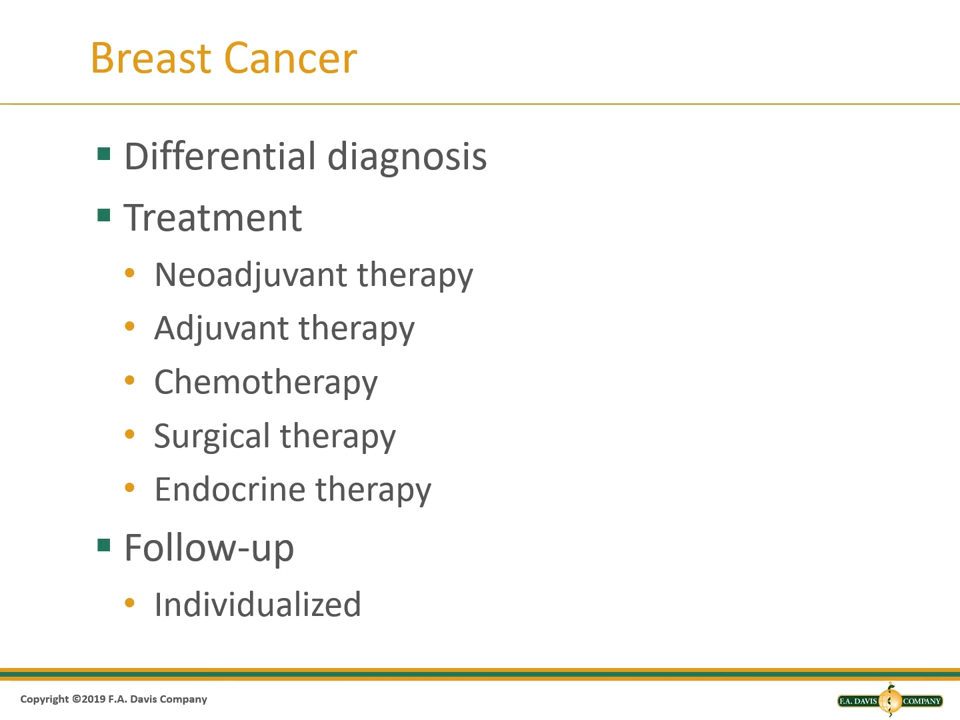 Breast Cancer
Differential diagnosis
Treatment
Neoadjuvant therapy
Adjuvant therapy
Chemotherapy
Surgical therapy
Endocrine therapy
Follow-up
Individualized
Copyright ©2019 F.A. Davis Company
F.A. DAVIS COMPANY